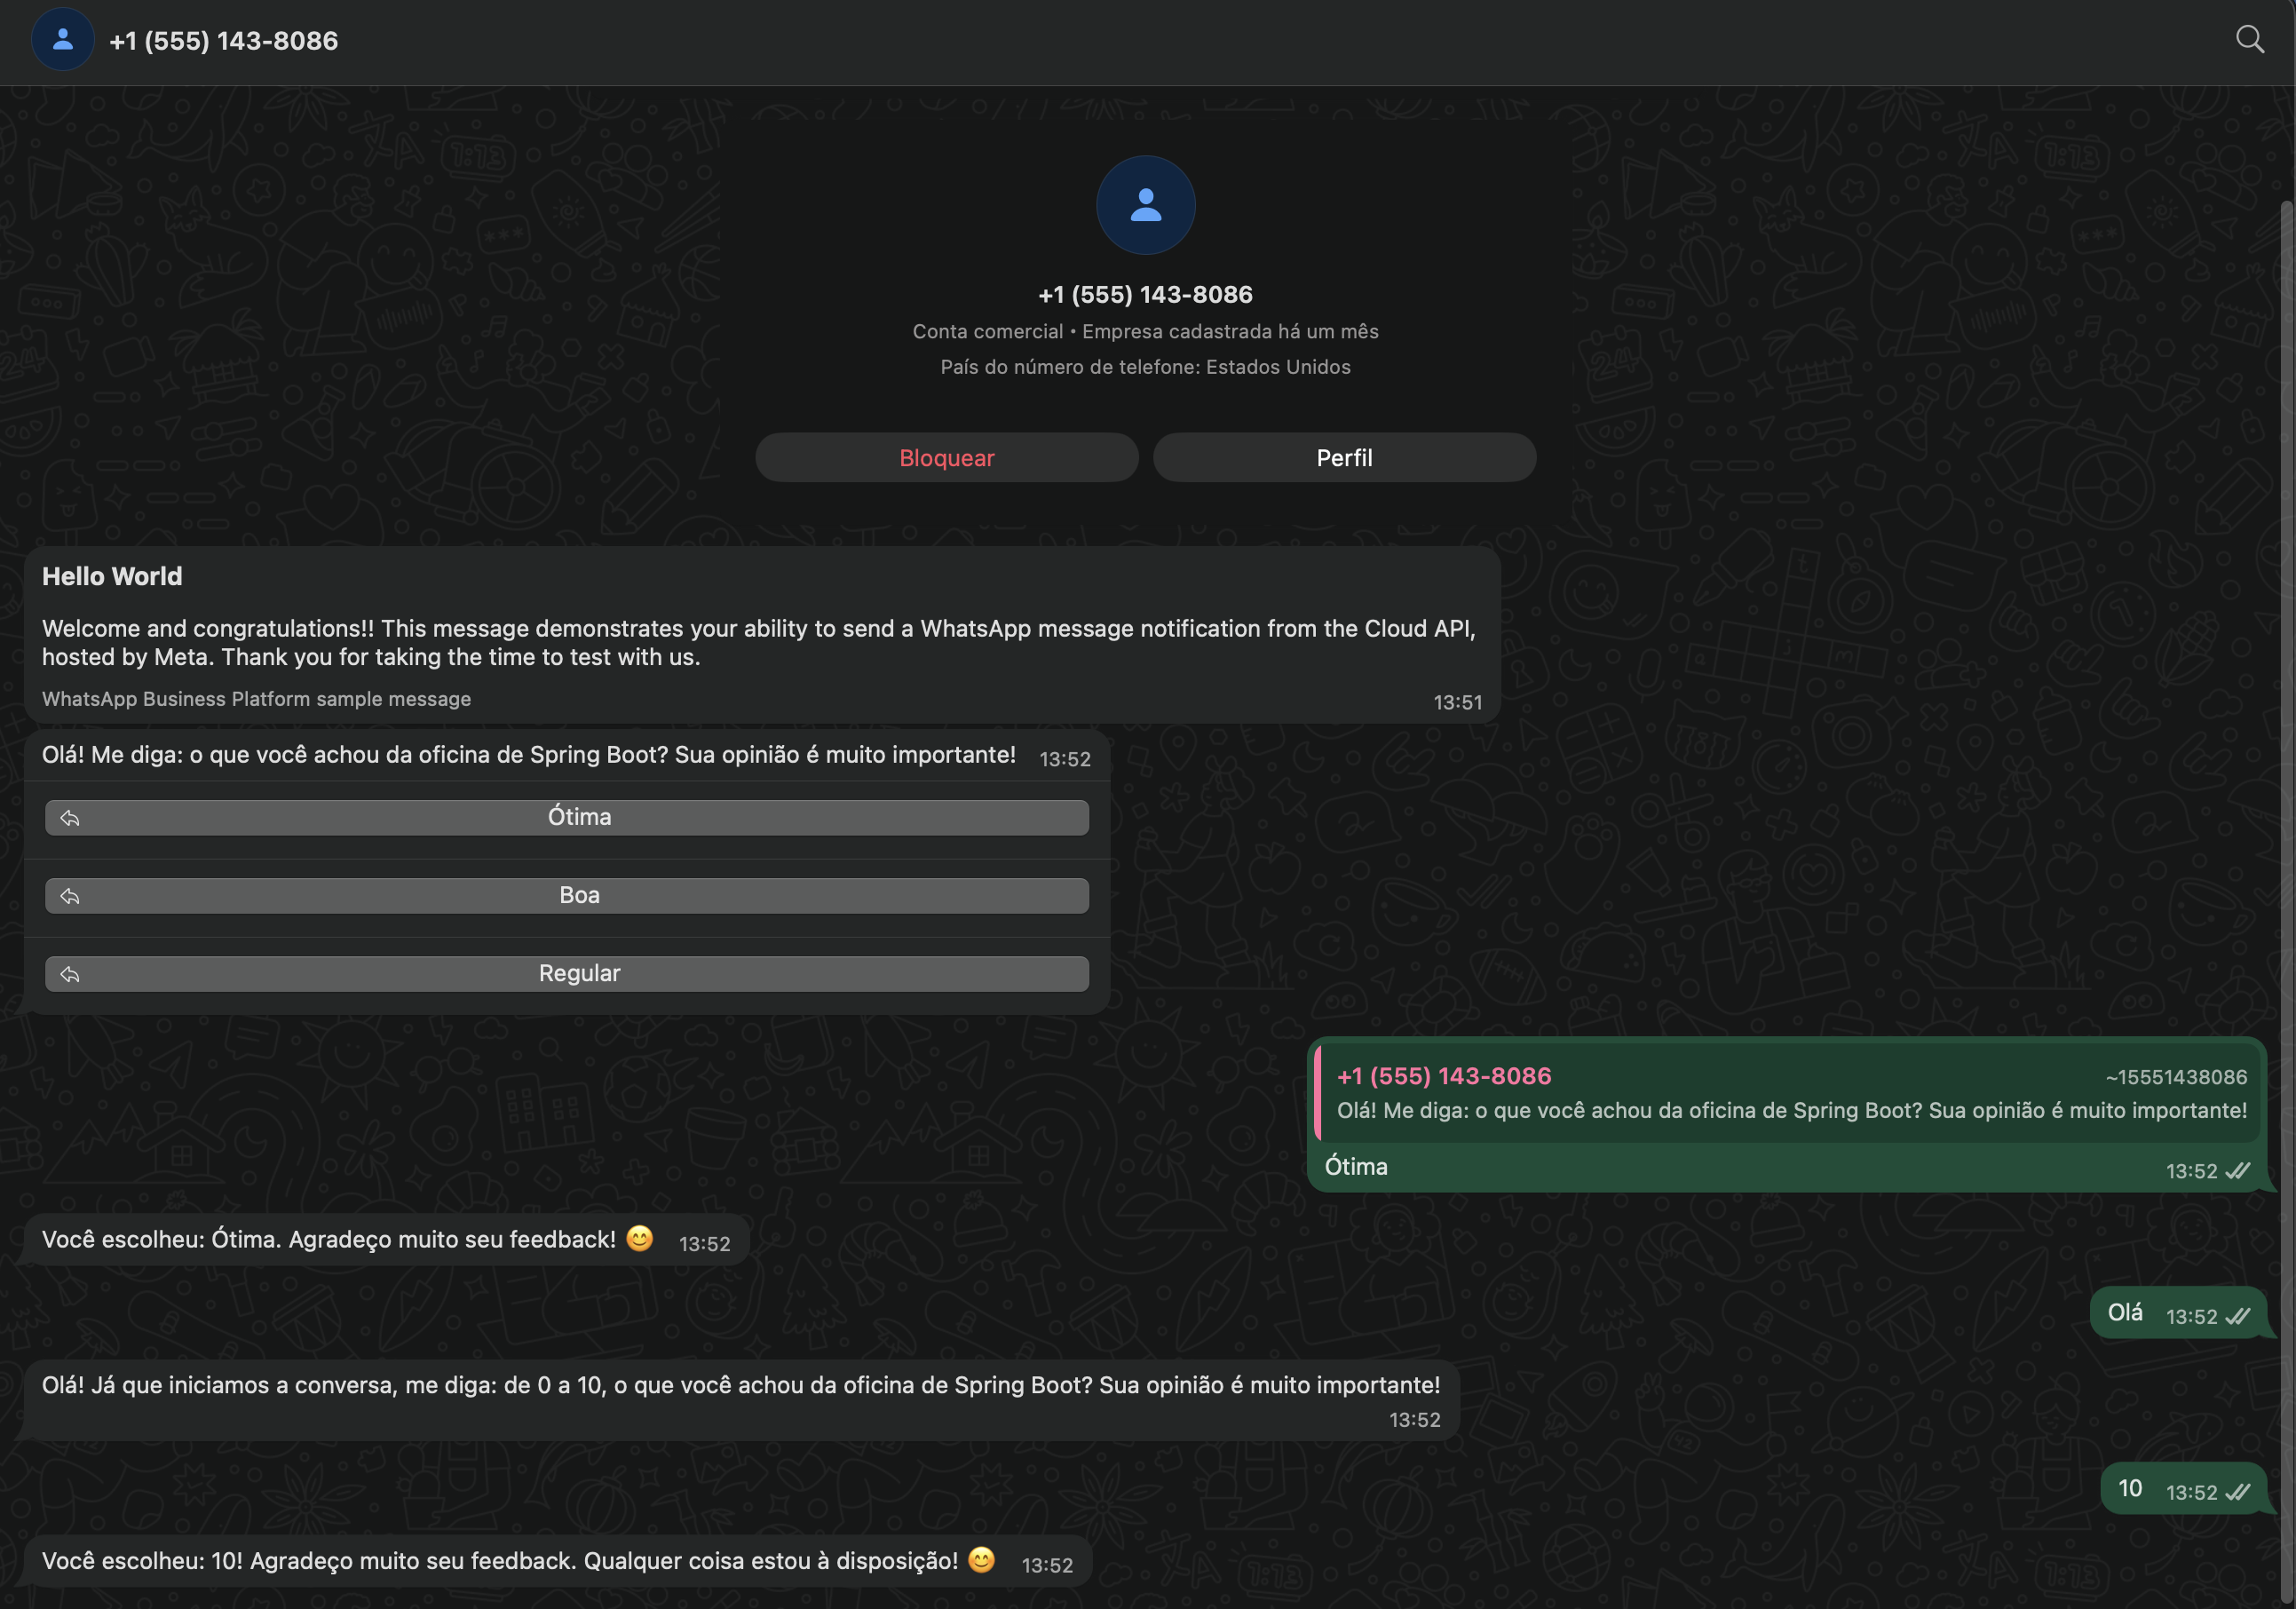 +1 (555) 143-8086
+1 (555) 143-8086
Conta comercial • Empresa cadastrada há um mês
País do número de telefone: Estados Unidos
Bloquear
Perfil
Hello World
Welcome and congratulations!! This message demonstrates your ability to send a WhatsApp message notification from the Cloud API,
hosted by Meta. Thank you for taking the time to test with us.
WhatsApp Business Platform sample message 13:51
Olá! Me diga: o que você achou da oficina de Spring Boot? Sua opinião é muito importante! 13:52
Ótima
Boa
Regular
+1 (555) 143-8086 ~15551438086
Olá! Me diga: o que você achou da oficina de Spring Boot? Sua opinião é muito importante!
Ótima 13:52
Você escolheu: Ótima. Agradeço muito seu feedback! 😊 13:52
Olá 13:52
Olá! Já que iniciamos a conversa, me diga: de 0 a 10, o que você achou da oficina de Spring Boot? Sua opinião é muito importante!
13:52
10 13:52
Você escolheu: 10! Agradeço muito seu feedback. Qualquer coisa estou à disposição! 😊 13:52